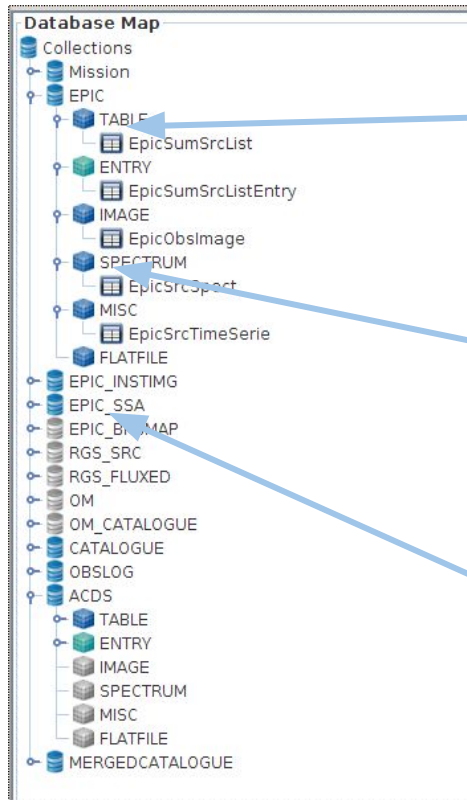 Database Map
Collections
Mission
EPIC
TABLE
EpicSumSrcList
ENTRY
EpicSumSrcListEntry
IMAGE
EpicObsImage
SPECTRUM
EpicSrcSpect
MISC
EpicSrcTimeSerie
FLATFILE
EPIC_INSTIMG
EPIC_SSA
EPIC_BKGMAP
RGS_SRC
RGS_FLUXED
OM
OM_CATALOGUE
CATALOGUE
OBSLOG
ACDS
TABLE
ENTRY
IMAGE
SPECTRUM
MISC
FLATFILE
MERGEDCATALOGUE